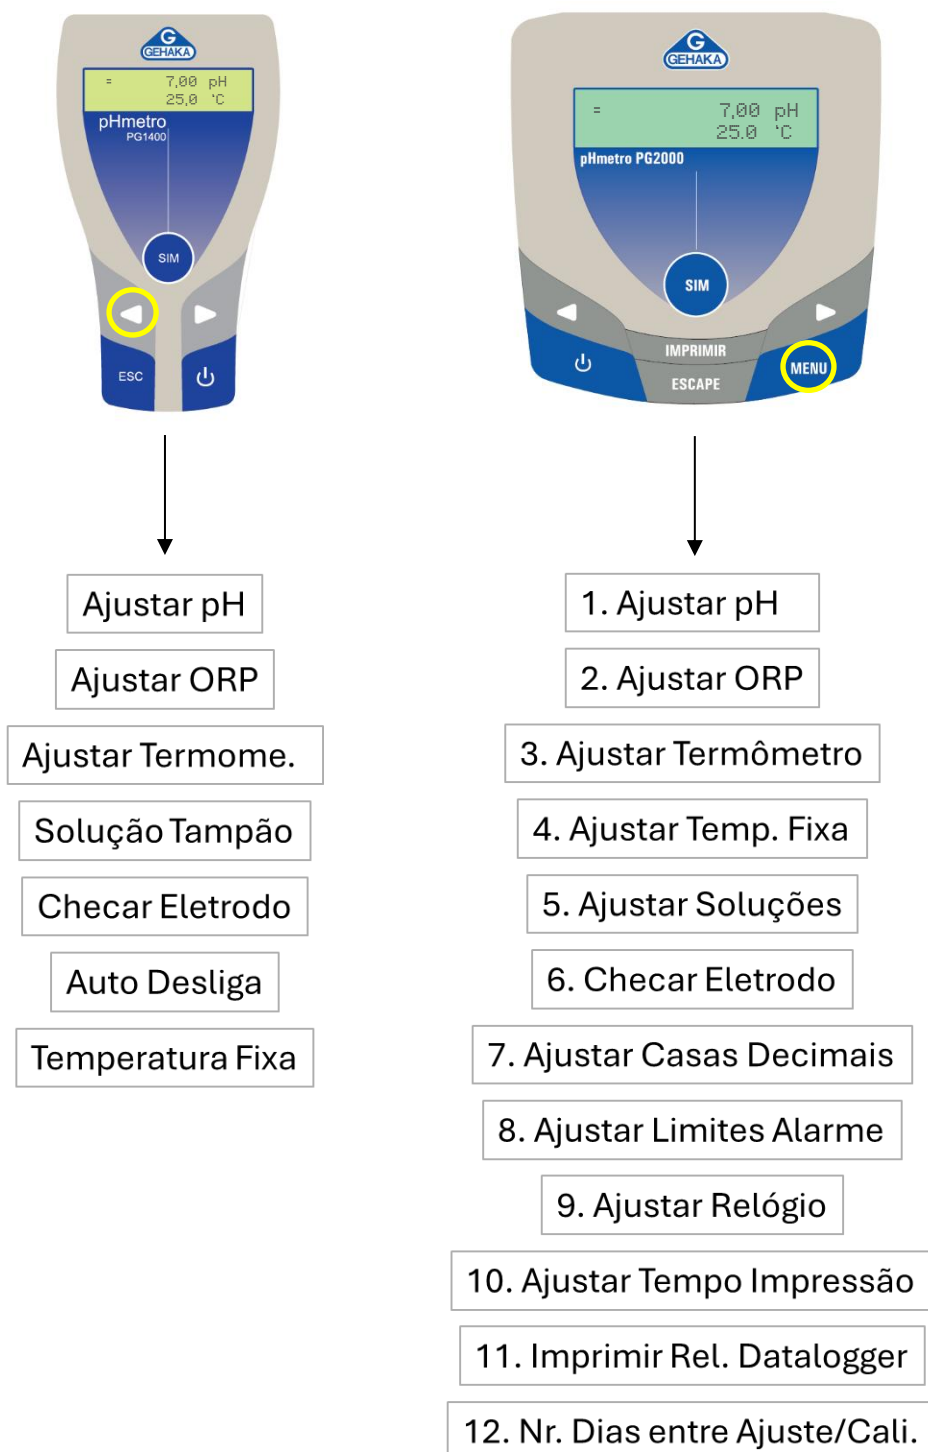 G
GEHAKA
= 7,00 pH
25,0 °C
pHmetro
PG1400
SIM
ESC
G
GEHAKA
= 7,00 pH
25.0 °C
pHmetro PG2000
SIM
IMPRIMIR
ESCAPE
MENU
Ajustar pH
Ajustar ORP
Ajustar Termome.
Solução Tampão
Checar Eletrodo
Auto Desliga
Temperatura Fixa
1. Ajustar pH
2. Ajustar ORP
3. Ajustar Termômetro
4. Ajustar Temp. Fixa
5. Ajustar Soluções
6. Checar Eletrodo
7. Ajustar Casas Decimais
8. Ajustar Limites Alarme
9. Ajustar Relógio
10. Ajustar Tempo Impressão
11. Imprimir Rel. Datalogger
12. Nr. Dias entre Ajuste/Cali.